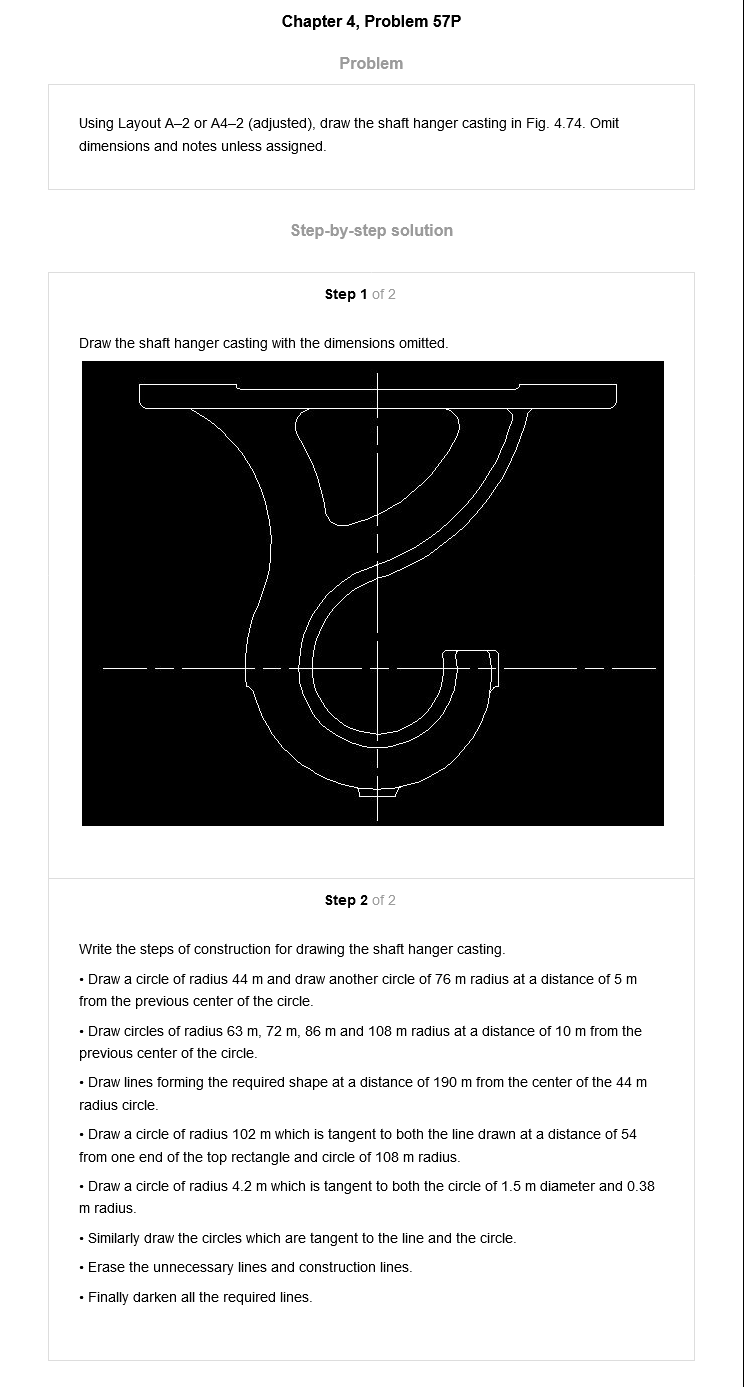 Chapter 4, Problem 57P
Problem
Using Layout A–2 or A4–2 (adjusted), draw the shaft hanger casting in Fig. 4.74. Omit
dimensions and notes unless assigned.
Step-by-step solution
Step 1 of 2
Draw the shaft hanger casting with the dimensions omitted.
Step 2 of 2
Write the steps of construction for drawing the shaft hanger casting.
• Draw a circle of radius 44 m and draw another circle of 76 m radius at a distance of 5 m
from the previous center of the circle.
• Draw circles of radius 63 m, 72 m, 86 m and 108 m radius at a distance of 10 m from the
previous center of the circle.
• Draw lines forming the required shape at a distance of 190 m from the center of the 44 m
radius circle.
• Draw a circle of radius 102 m which is tangent to both the line drawn at a distance of 54
from one end of the top rectangle and circle of 108 m radius.
• Draw a circle of radius 4.2 m which is tangent to both the circle of 1.5 m diameter and 0.38
m radius.
• Similarly draw the circles which are tangent to the line and the circle.
• Erase the unnecessary lines and construction lines.
• Finally darken all the required lines.